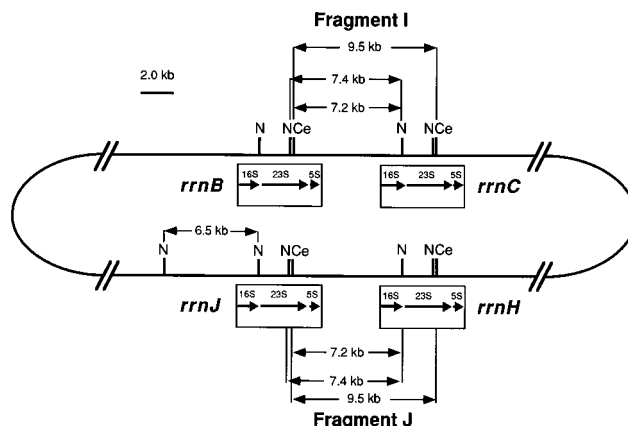 Fragment I
9.5 kb
2.0 kb
7.4 kb
7.2 kb
N NCe N NCe
16S 23S 5S 16S 23S 5S
rrnB rrnC
6.5 kb
N N NCe N NCe
16S 23S 5S 16S 23S 5S
rrnJ rrnH
7.2 kb
7.4 kb
9.5 kb
Fragment J